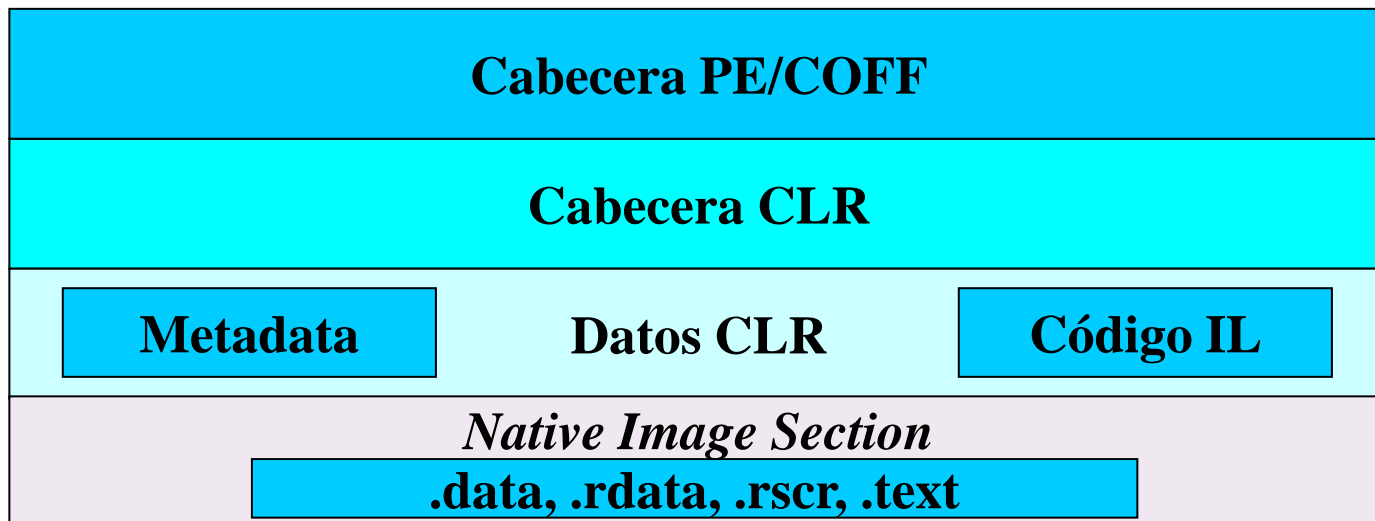 Cabecera PE/COFF
Cabecera CLR
Metadata
Datos CLR
Código IL
Native Image Section
.data, .rdata, .rscr, .text